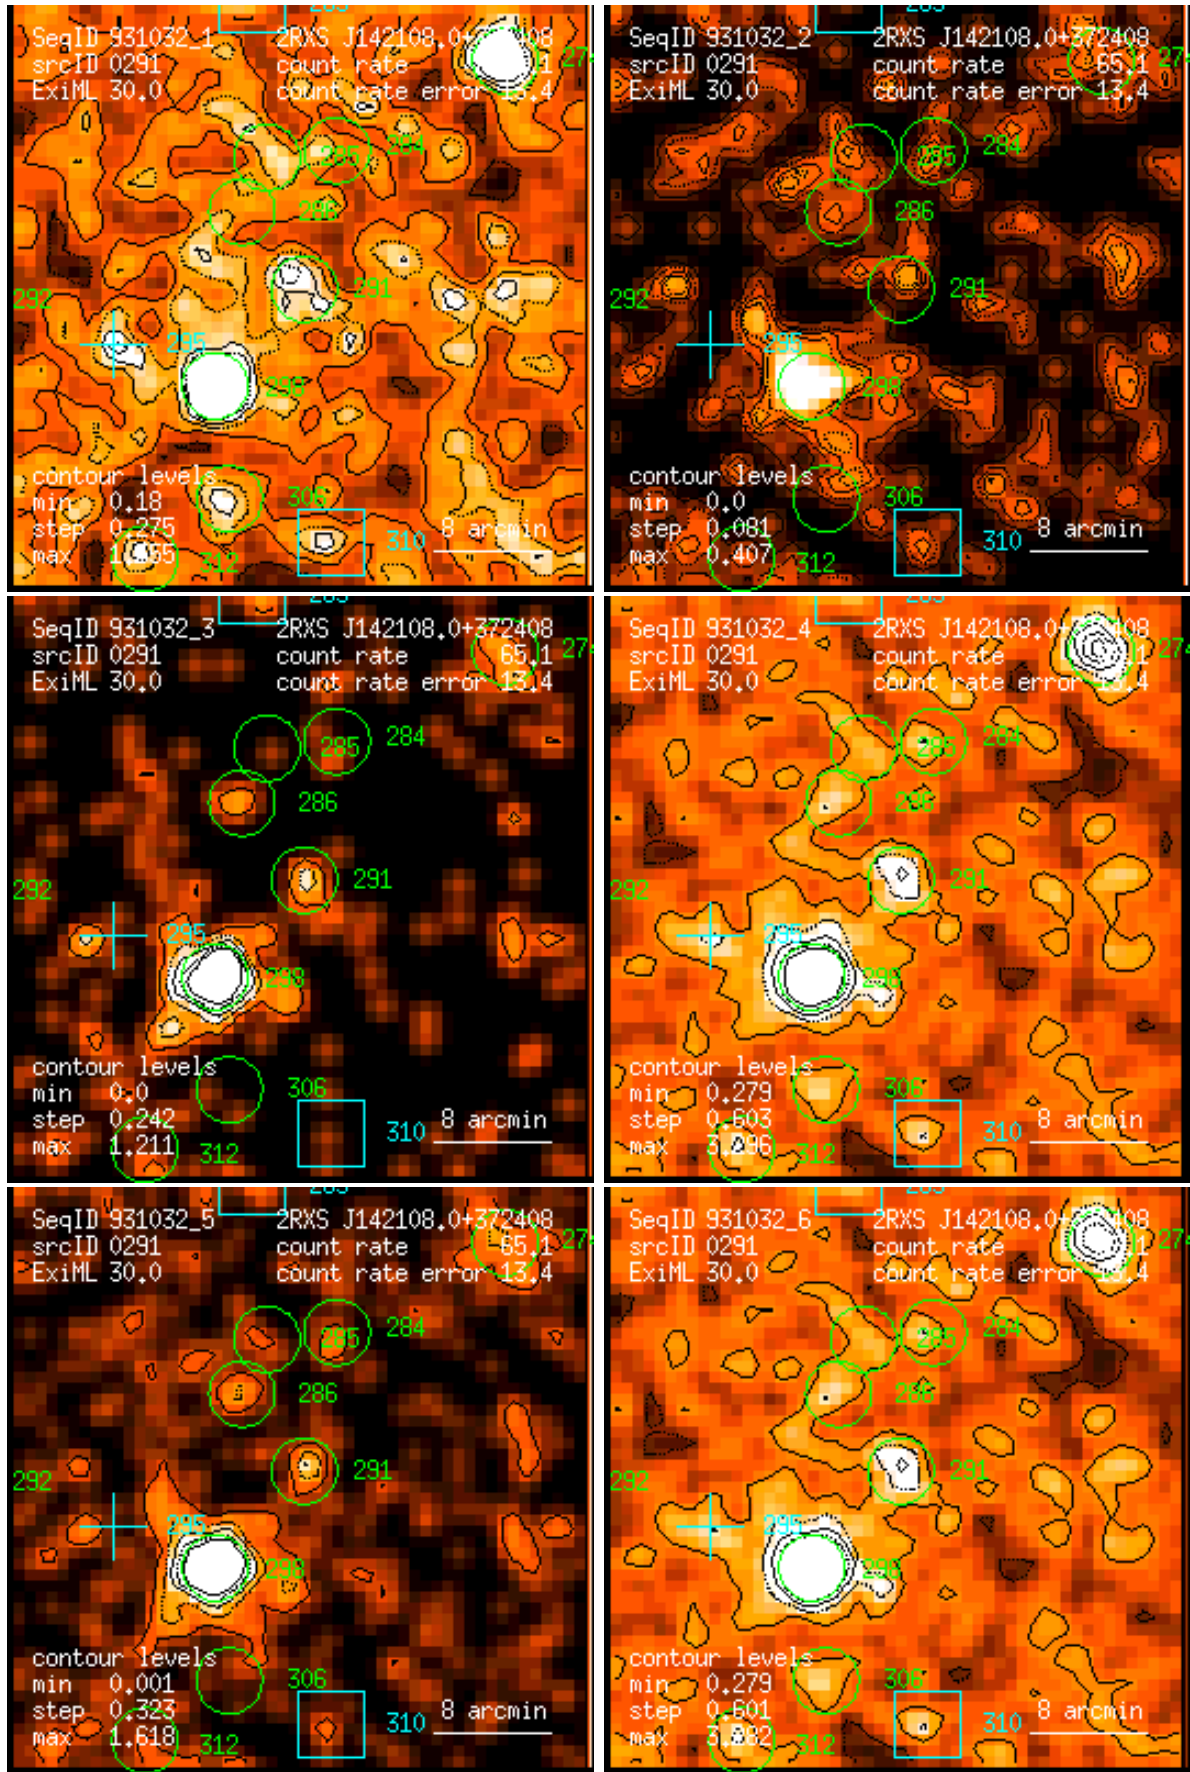 SeqID 931032_1 2RXS J142108.0+372408
srcID 0291 count rate
ExiML 30.0 count rate error 13.4
274
285 284
286
291
292
295
298
contour levels
min 0.18
306
step 0.275
8 arcmin
310
max
312
SeqID 931032_2 2RXS J142108.0+372408
srcID 0291 count rate 65.1
ExiML 30.0 count rate error 13.4
274
285 284
286
291
292
295
298
contour levels
min 0.0
306
step 0.081
8 arcmin
310
max 0.407
312
SeqID 931032_3 2RXS J142108.0+372408
srcID 0291 count rate 65.1
ExiML 30.0 count rate error 13.4
274
285 284
286
291
292
295
298
contour levels
min 0.0
306
step 0.242
8 arcmin
310
max 1.211
312
SeqID 931032_4 2RXS J142108.0+372408
srcID 0291 count rate
ExiML 30.0 count rate error 13.4
274
285 284
286
291
292
295
298
contour levels
min 0.279
306
step 0.603
8 arcmin
310
max
312
SeqID 931032_5 2RXS J142108.0+372408
srcID 0291 count rate 65.1
ExiML 30.0 count rate error 13.4
274
285 284
286
291
292
295
298
contour levels
min 0.001
306
step 0.323
8 arcmin
310
max 1.618
312
SeqID 931032_6 2RXS J142108.0+372408
srcID 0291 count rate
ExiML 30.0 count rate error 13.4
274
285 284
286
291
292
295
298
contour levels
min 0.279
306
step 0.601
8 arcmin
310
max
312